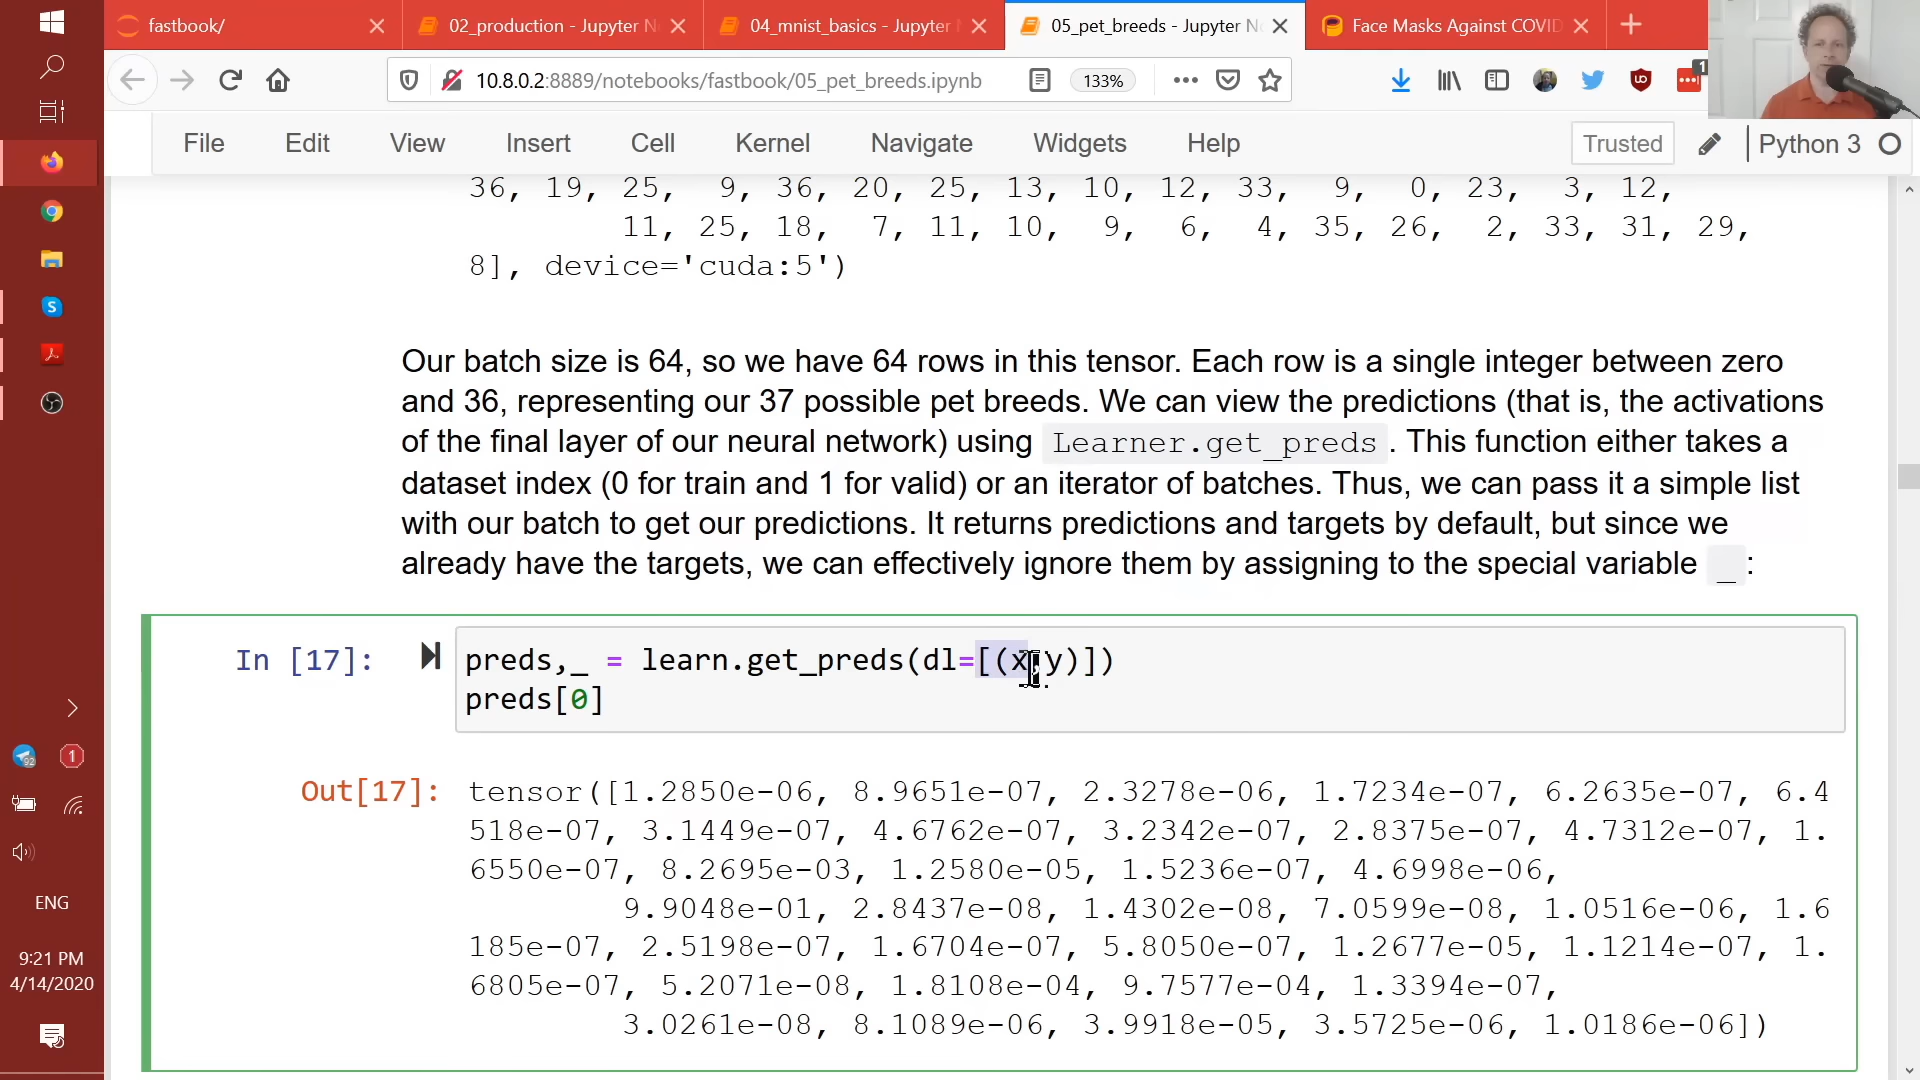 fastbook/
02_production - Jupyter N
04_mnist_basics - Jupyter
05_pet_breeds - Jupyter N
Face Masks Against COVID
10.8.0.2:8889/notebooks/fastbook/05_pet_breeds.ipynb
133%
1
File Edit View Insert Cell Kernel Navigate Widgets Help
Trusted
Python 3
36, 19, 25, 9, 36, 20, 25, 13, 10, 12, 33, 9, 0, 23, 3, 12,
11, 25, 18, 7, 11, 10, 9, 6, 4, 35, 26, 2, 33, 31, 29,
8], device='cuda:5')
Our batch size is 64, so we have 64 rows in this tensor. Each row is a single integer between zero
and 36, representing our 37 possible pet breeds. We can view the predictions (that is, the activations
of the final layer of our neural network) using Learner.get_preds. This function either takes a
dataset index (0 for train and 1 for valid) or an iterator of batches. Thus, we can pass it a simple list
with our batch to get our predictions. It returns predictions and targets by default, but since we
already have the targets, we can effectively ignore them by assigning to the special variable _:
In [17]:
preds,_ = learn.get_preds(dl=[(x,y)])
preds[0]
Out[17]:
tensor([1.2850e-06, 8.9651e-07, 2.3278e-06, 1.7234e-07, 6.2635e-07, 6.4
518e-07, 3.1449e-07, 4.6762e-07, 3.2342e-07, 2.8375e-07, 4.7312e-07, 1.
6550e-07, 8.2695e-03, 1.2580e-05, 1.5236e-07, 4.6998e-06,
9.9048e-01, 2.8437e-08, 1.4302e-08, 7.0599e-08, 1.0516e-06, 1.6
185e-07, 2.5198e-07, 1.6704e-07, 5.8050e-07, 1.2677e-05, 1.1214e-07, 1.
6805e-07, 5.2071e-08, 1.8108e-04, 9.7577e-04, 1.3394e-07,
3.0261e-08, 8.1089e-06, 3.9918e-05, 3.5725e-06, 1.0186e-06])
92
1
ENG
9:21 PM
4/14/2020